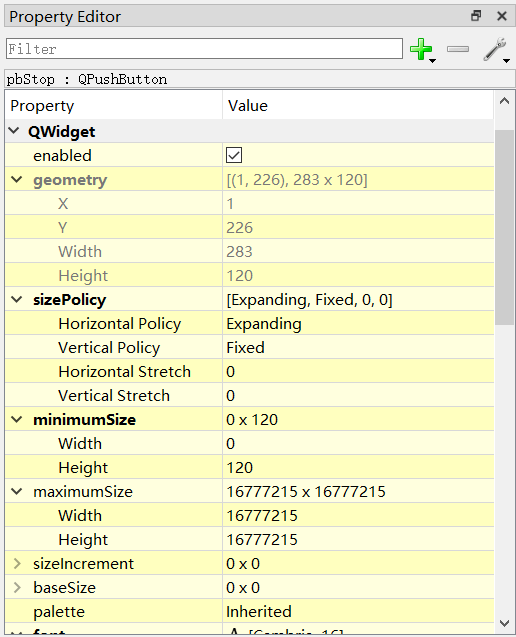 Property Editor
Filter
pbStop : QPushButton
Property Value
QWidget
enabled
geometry [(1, 226), 283 x 120]
X 1
Y 226
Width 283
Height 120
sizePolicy [Expanding, Fixed, 0, 0]
Horizontal Policy Expanding
Vertical Policy Fixed
Horizontal Stretch 0
Vertical Stretch 0
minimumSize 0 x 120
Width 0
Height 120
maximumSize 16777215 x 16777215
Width 16777215
Height 16777215
sizeIncrement 0 x 0
baseSize 0 x 0
palette Inherited
font A [Cambria, 16]